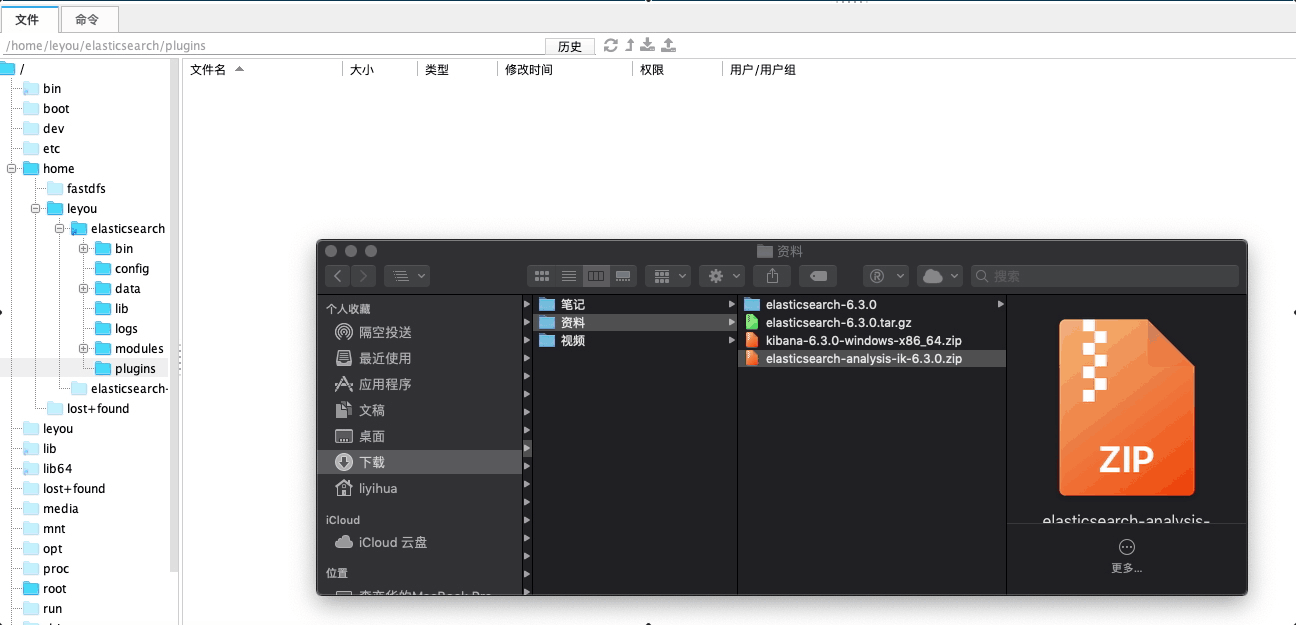 文件 命令
/home/leyou/elasticsearch/plugins 历史
/
bin
boot
dev
etc
home
fastdfs
leyou
elasticsearch
bin
config
data
lib
logs
modules
plugins
elasticsearch-
lost+found
leyou
lib
lib64
lost+found
media
mnt
opt
proc
root
run
文件名 大小 类型 修改时间 权限 用户/用户组
资料
搜索
个人收藏
隔空投送
最近使用
应用程序
文稿
桌面
下载
liyihua
iCloud
iCloud 云盘
位置
笔记
资料
视频
elasticsearch-6.3.0
elasticsearch-6.3.0.tar.gz
kibana-6.3.0-windows-x86_64.zip
elasticsearch-analysis-ik-6.3.0.zip
ZIP
elasticsearch-analysis-
更多...